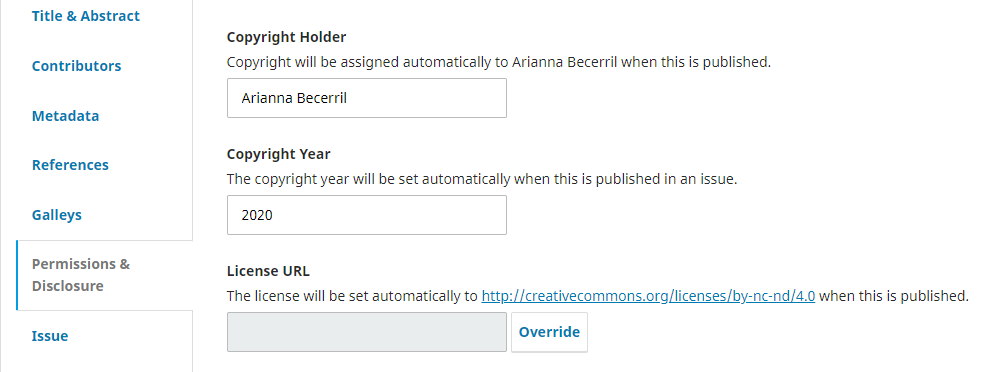 Title & Abstract
Contributors
Metadata
References
Galleys
Permissions &
Disclosure
Issue
Copyright Holder
Copyright will be assigned automatically to Arianna Becerril when this is published.
Arianna Becerril
Copyright Year
The copyright year will be set automatically when this is published in an issue.
2020
License URL
The license will be set automatically to http://creativecommons.org/licenses/by-nc-nd/4.0 when this is published.
Override